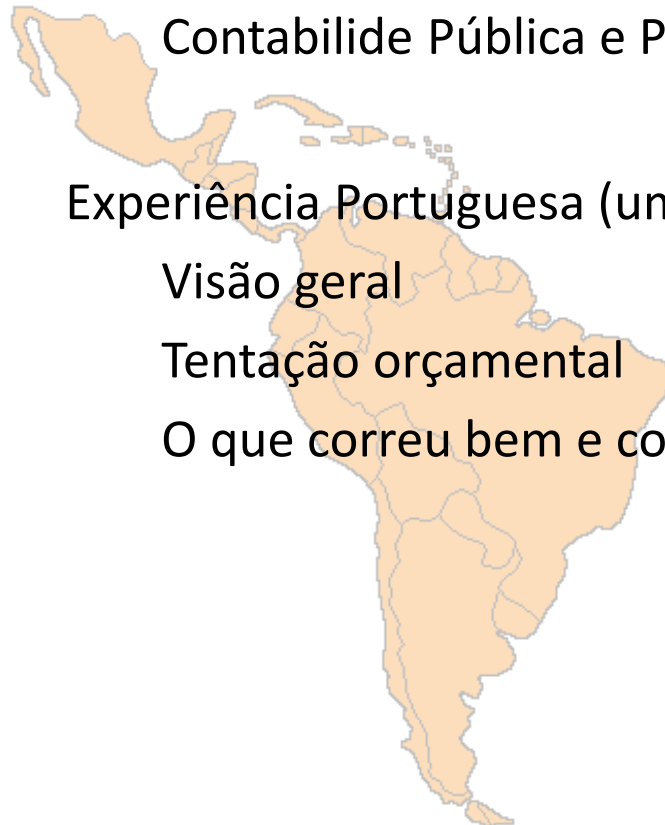 Contabilide Pública e P
Experiência Portuguesa (un
Visão geral
Tentação orçamental
O que correu bem e co